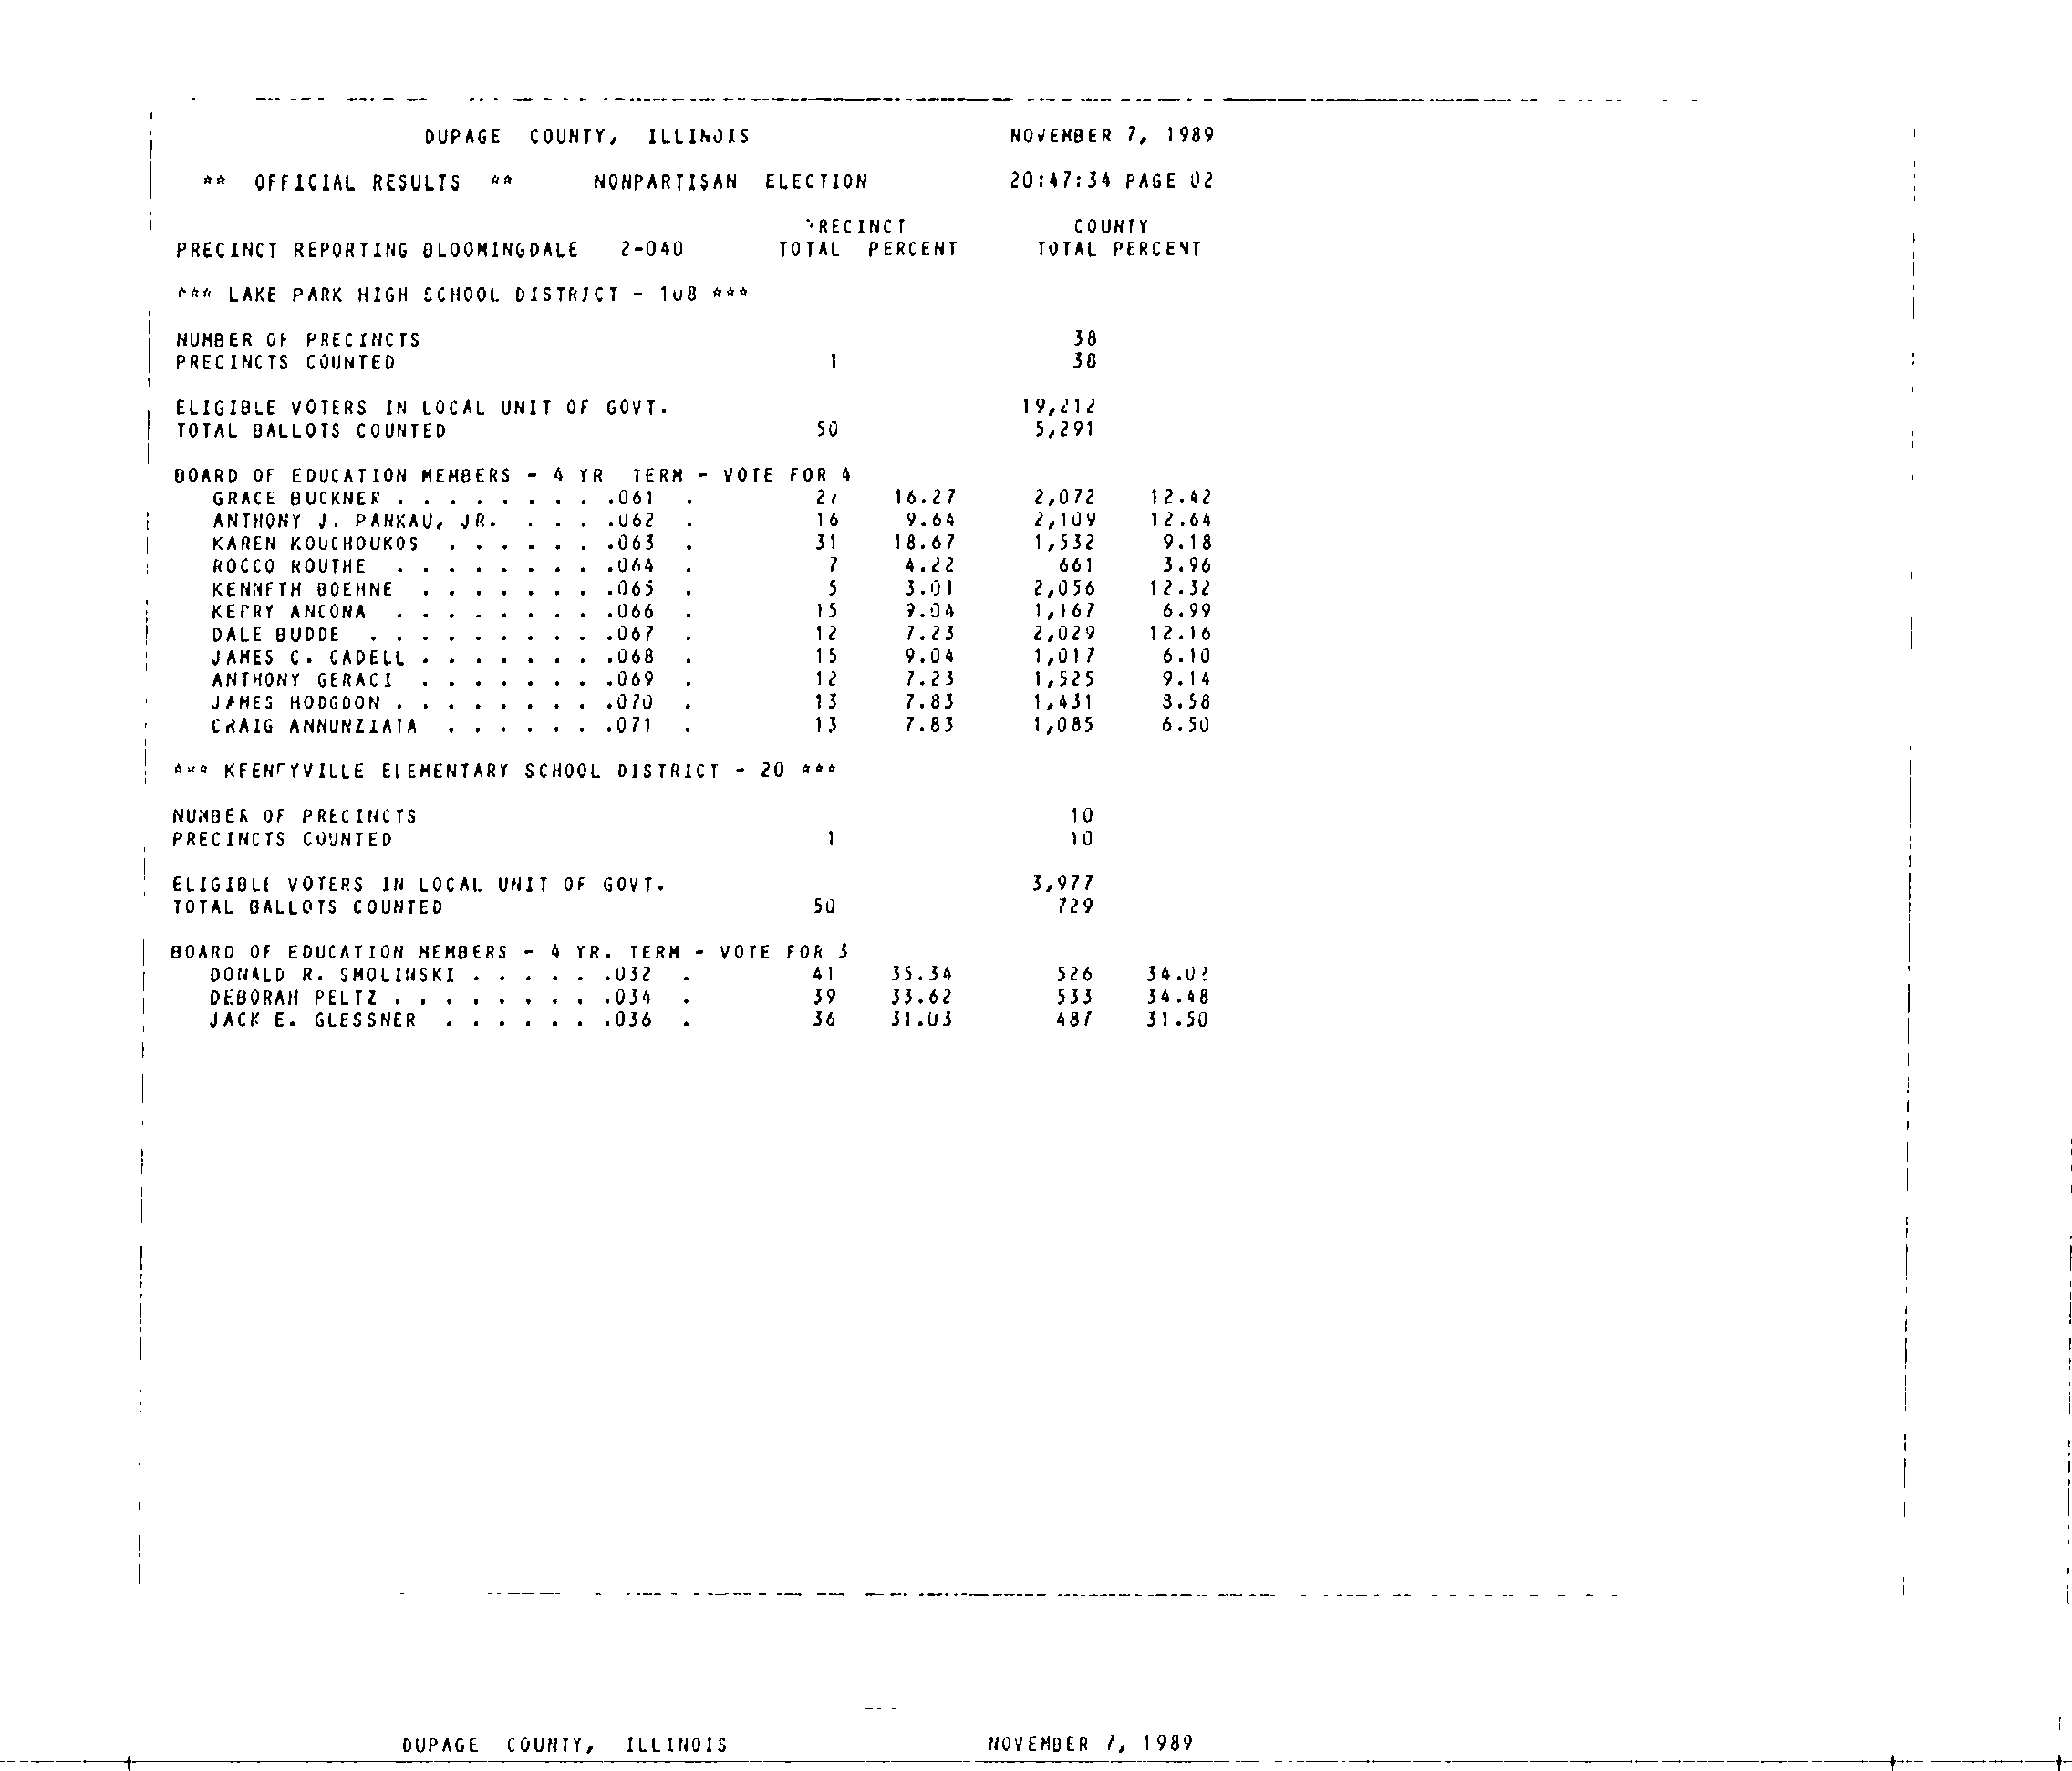 DUPAGE COUNTY, ILLINOIS NOVEMBER 7, 1989
** OFFICIAL RESULTS ** NONPARTISAN ELECTION 20:47:34 PAGE 02
PRECINCT COUNTY
PRECINCT REPORTING BLOOMINGDALE 2-040 TOTAL PERCENT TOTAL PERCENT
*** LAKE PARK HIGH SCHOOL DISTRICT - 108 ***
NUMBER OF PRECINCTS 38
PRECINCTS COUNTED 1 38
ELIGIBLE VOTERS IN LOCAL UNIT OF GOVT. 19,212
TOTAL BALLOTS COUNTED 50 5,291
BOARD OF EDUCATION MEMBERS - 4 YR TERM - VOTE FOR 4
GRACE BUCKNER . . . . . . . . .061 . 27 16.27 2,072 12.42
ANTHONY J. PANKAU, JR. . . . .062 . 16 9.64 2,109 12.64
KAREN KOUCHOUKOS . . . . . . .063 . 31 18.67 1,532 9.18
ROCCO ROUTHE . . . . . . . . .064 . 7 4.22 661 3.96
KENNETH BOEHNE . . . . . . . .065 . 5 3.01 2,056 12.32
KERRY ANCONA . . . . . . . . .066 . 15 9.04 1,167 6.99
DALE BUDDE . . . . . . . . . .067 . 12 7.23 2,029 12.16
JAMES C. CADELL . . . . . . . .068 . 15 9.04 1,017 6.10
ANTHONY GERACI . . . . . . . .069 . 12 7.23 1,525 9.14
JAMES HODGDON . . . . . . . . .070 . 13 7.83 1,431 8.58
CRAIG ANNUNZIATA . . . . . . .071 . 13 7.83 1,085 6.50
*** KEENEYVILLE ELEMENTARY SCHOOL DISTRICT - 20 ***
NUMBER OF PRECINCTS 10
PRECINCTS COUNTED 1 10
ELIGIBLE VOTERS IN LOCAL UNIT OF GOVT. 3,977
TOTAL BALLOTS COUNTED 50 729
BOARD OF EDUCATION MEMBERS - 4 YR. TERM - VOTE FOR 3
DONALD R. SMOLINSKI . . . . . .032 . 41 35.34 526 34.02
DEBORAH PELTZ . . . . . . . . .034 . 39 33.62 533 34.48
JACK E. GLESSNER . . . . . . .036 . 36 31.03 487 31.50
DUPAGE COUNTY, ILLINOIS NOVEMBER 7, 1989